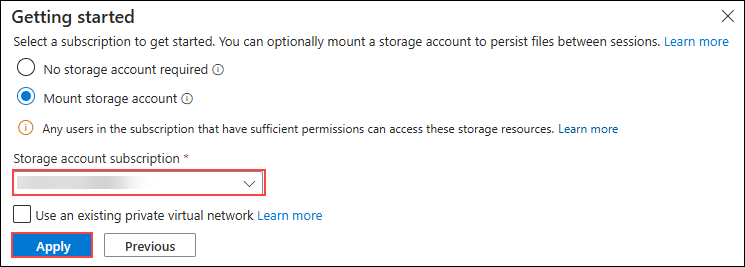 Getting started
Select a subscription to get started. You can optionally mount a storage account to persist files between sessions. Learn more
No storage account required
Mount storage account
Any users in the subscription that have sufficient permissions can access these storage resources. Learn more
Storage account subscription *
Use an existing private virtual network Learn more
Apply Previous